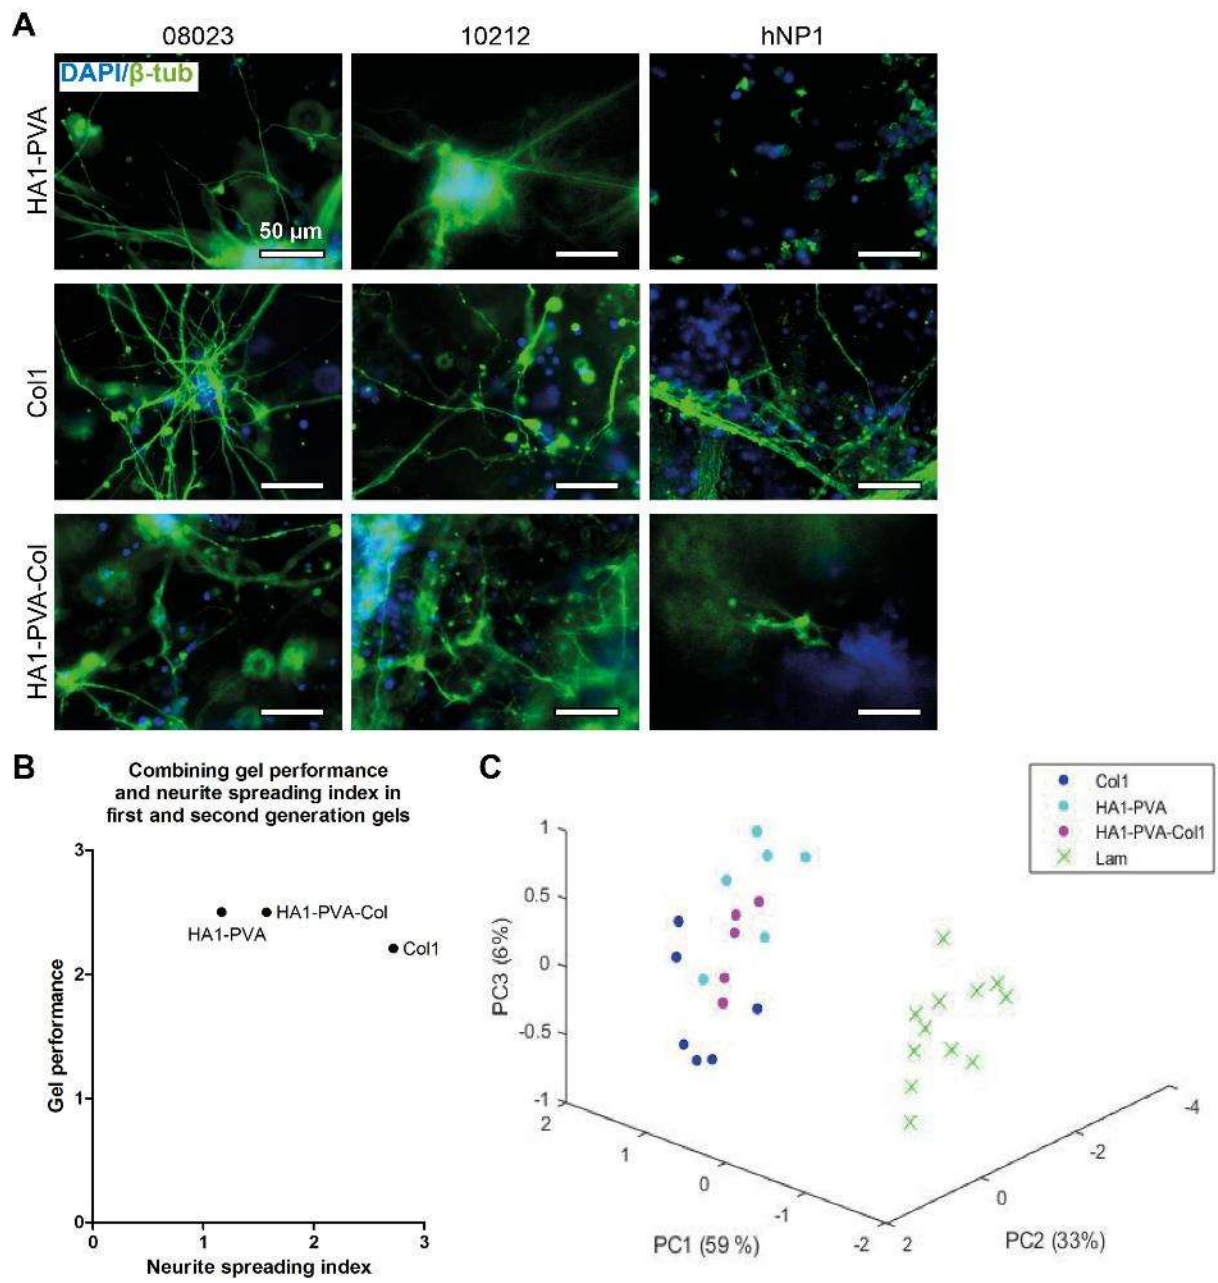 A
08023
10212
hNP1
DAPI/β-tub
HA1-PVA
50 μm
Col1
HA1-PVA-Col
B
Combining gel performance
and neurite spreading index in
first and second generation gels
Gel performance
3
2
1
0
HA1-PVA
HA1-PVA-Col
Col1
0 1 2 3
Neurite spreading index
C
Col1
HA1-PVA
HA1-PVA-Col1
Lam
PC3 (6%)
1
0.5
0
-0.5
-1
2
1
0
-1
-2
PC1 (59 %)
2
0
-2
-4
PC2 (33%)